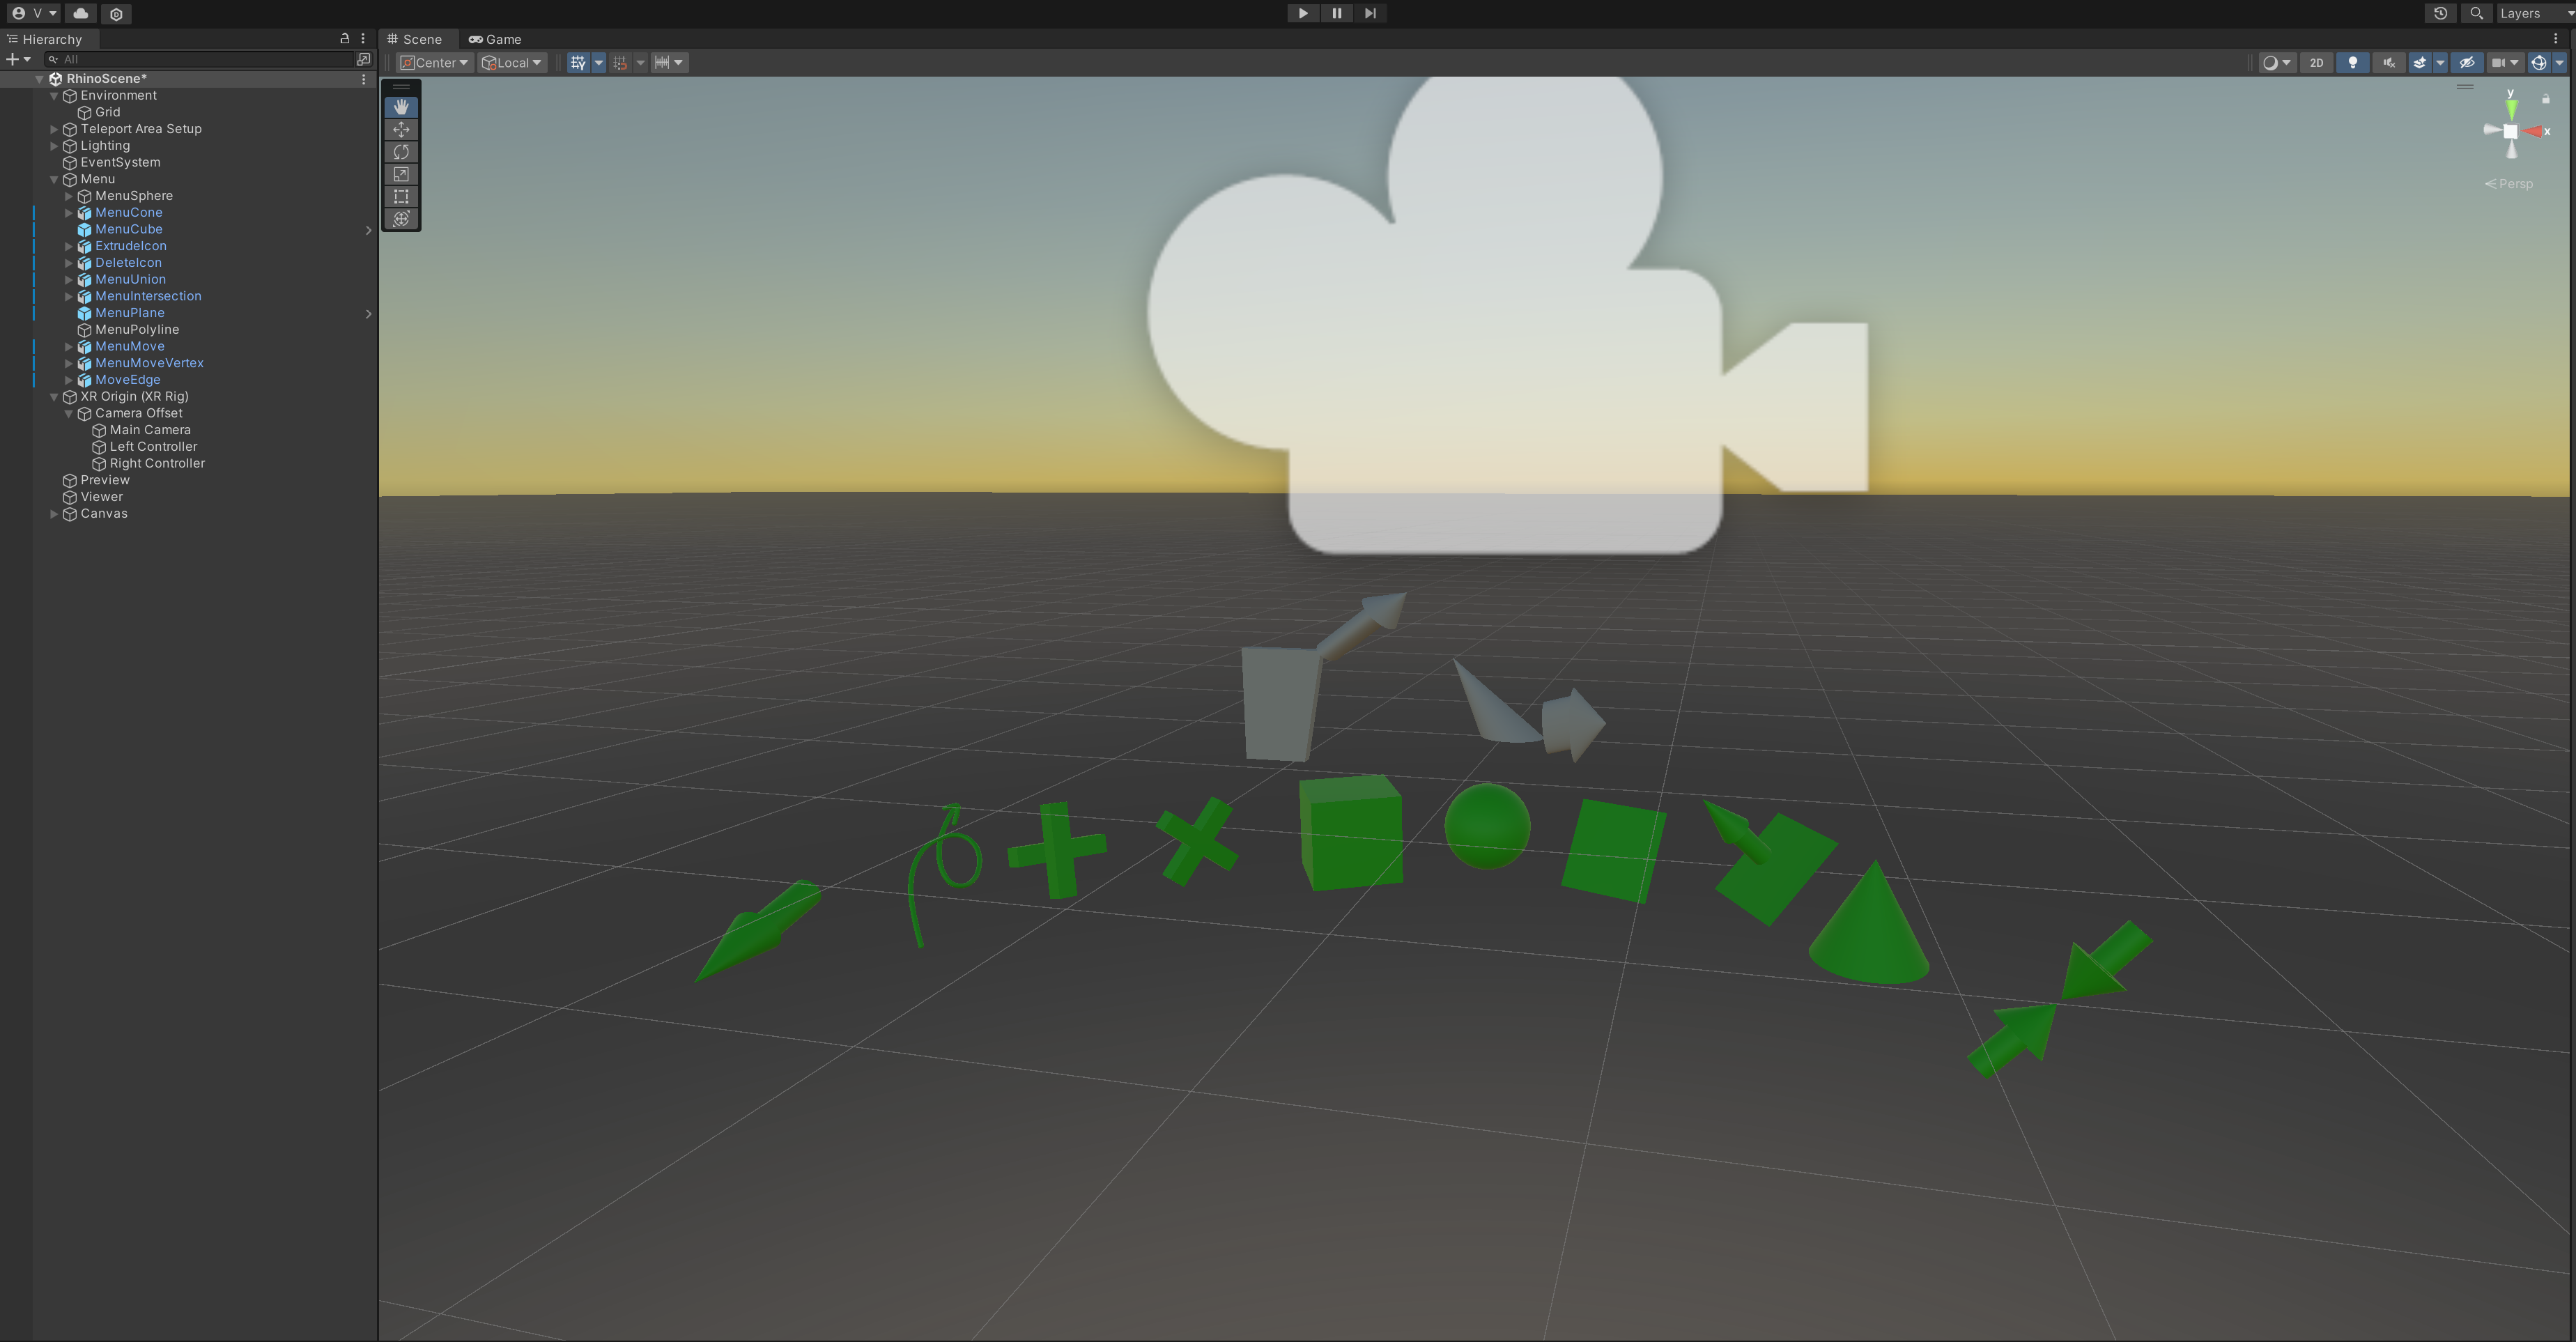 V
Layers
Hierarchy
Scene
Game
All
Center
Local
2D
RhinoScene*
Environment
Grid
Teleport Area Setup
Lighting
EventSystem
Menu
MenuSphere
MenuCone
MenuCube
ExtrudeIcon
DeleteIcon
MenuUnion
MenuIntersection
MenuPlane
MenuPolyline
MenuMove
MenuMoveVertex
MoveEdge
XR Origin (XR Rig)
Camera Offset
Main Camera
Left Controller
Right Controller
Preview
Viewer
Canvas
y
x
Persp